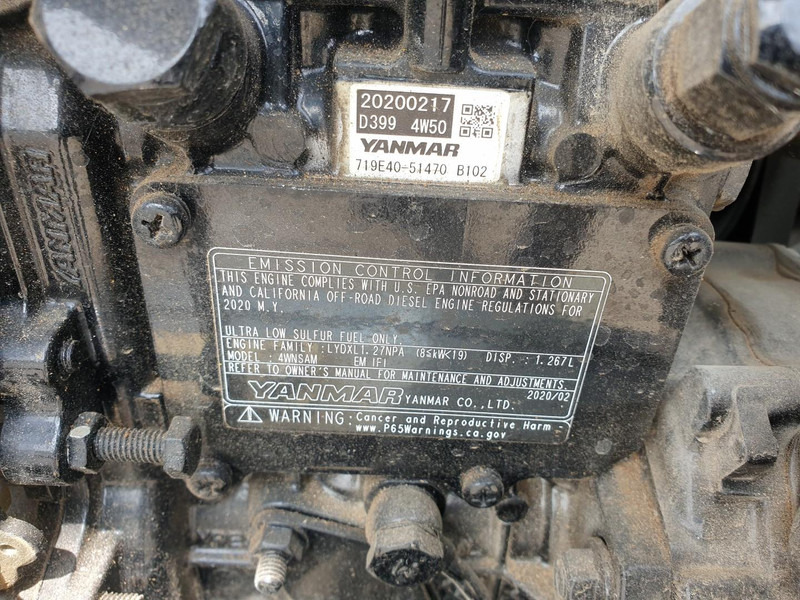 20200217
D399 4W50
YANMAR
719E40-51470 B102
YANMAR
EMISSION CONTROL INFORMATION
THIS ENGINE COMPLIES WITH U.S. EPA NONROAD AND STATIONARY
AND CALIFORNIA OFF-ROAD DIESEL ENGINE REGULATIONS FOR
2020 M.Y.
ULTRA LOW SULFUR FUEL ONLY.
ENGINE FAMILY : LYDXL1.27NPA (8≤kW<19) DISP. : 1.267L
MODEL : 4WNSAM EM IFI
REFER TO OWNER'S MANUAL FOR MAINTENANCE AND ADJUSTMENTS.
2020/02
YANMAR YANMAR CO.,LTD.
WARNING: Cancer and Reproductive Harm -
www.P65Warnings.ca.gov